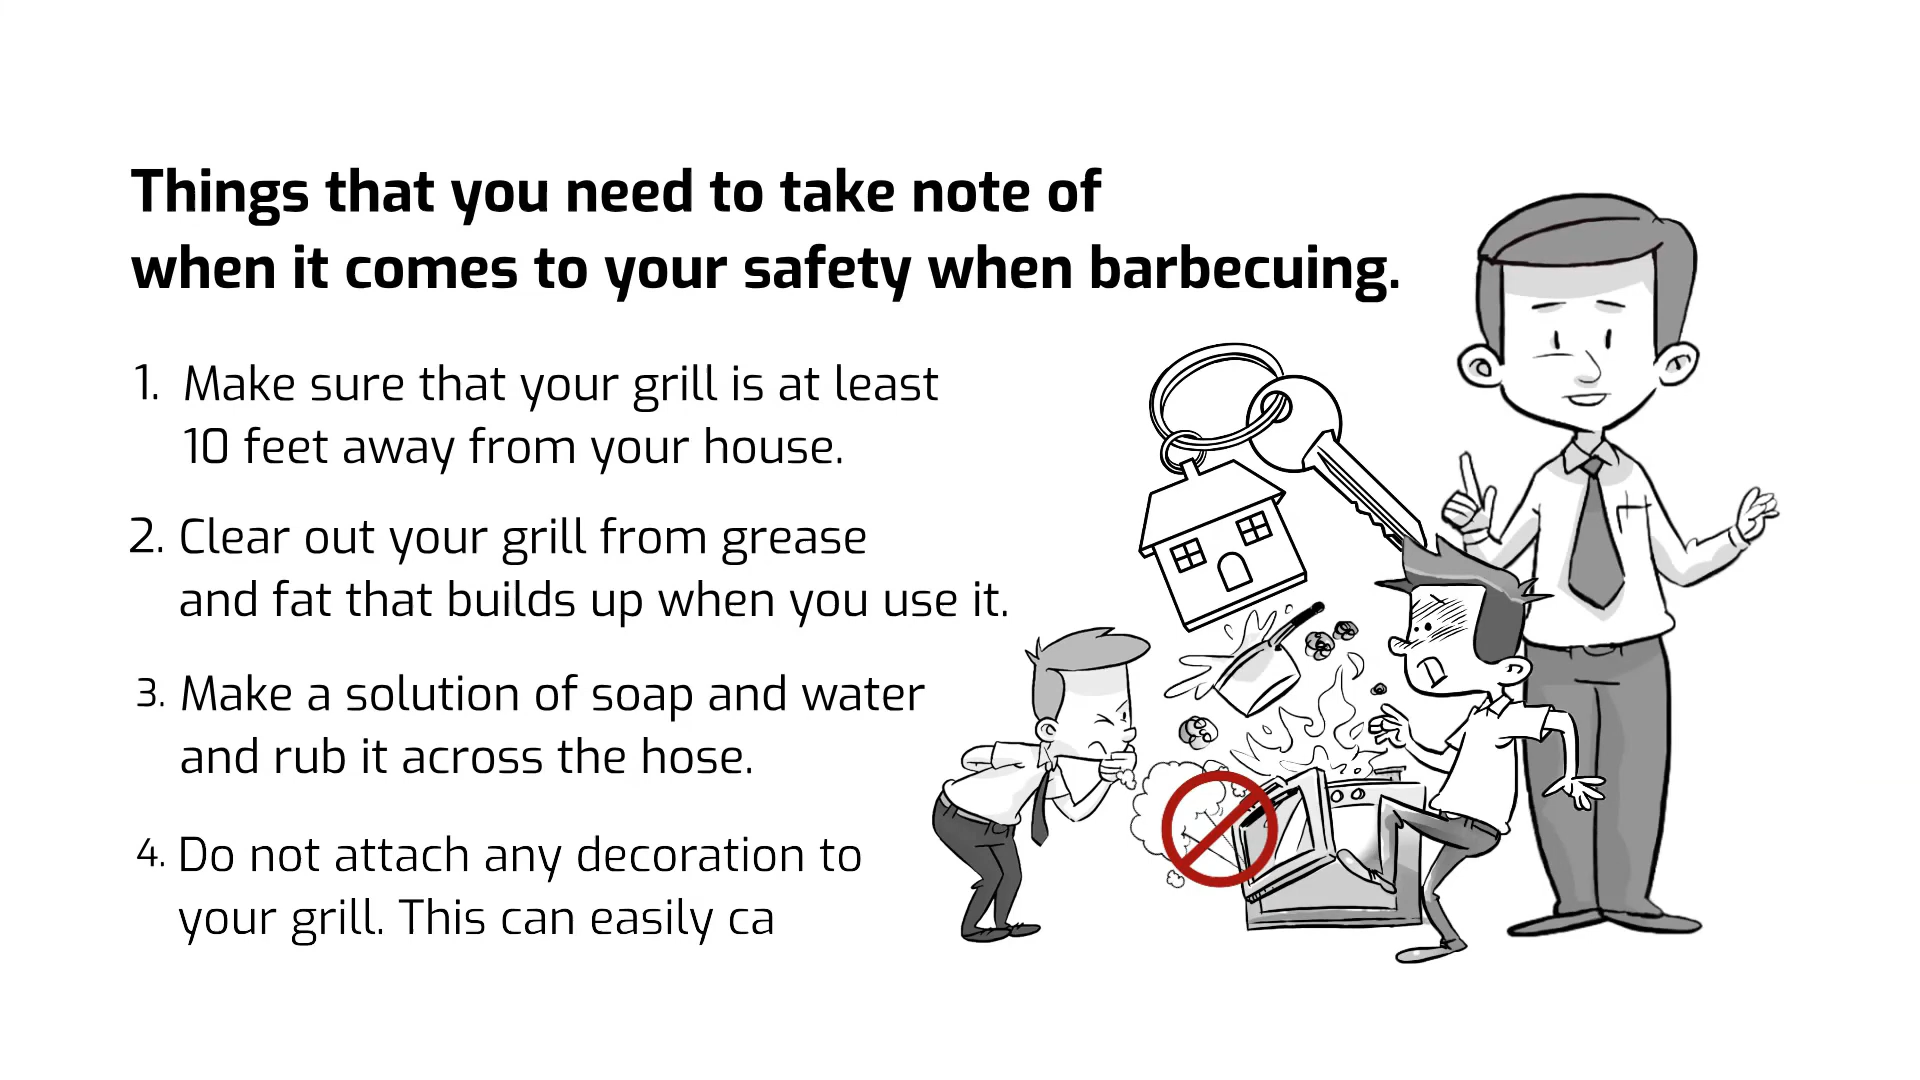 Things that you need to take note of
when it comes to your safety when barbecuing.
1. Make sure that your grill is at least
10 feet away from your house.
2. Clear out your grill from grease
and fat that builds up when you use it.
3. Make a solution of soap and water
and rub it across the hose.
4. Do not attach any decoration to
your grill. This can easily ca